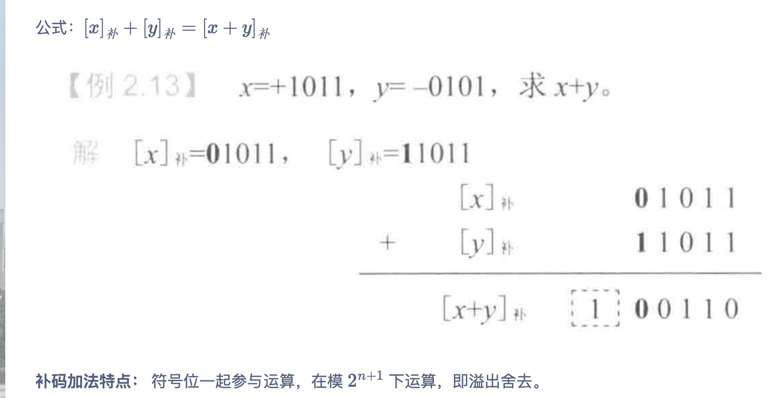 公式：[x]补 + [y]补 = [x + y]补
【例 2.13】 x=+1011，y= –0101，求 x+y。
解 [x]补=01011， [y]补=11011
[x]补 0 1 0 1 1
+ [y]补 1 1 0 1 1
[x+y]补 1 0 0 1 1 0
补码加法特点： 符号位一起参与运算，在模 2^{n+1} 下运算，即溢出舍去。